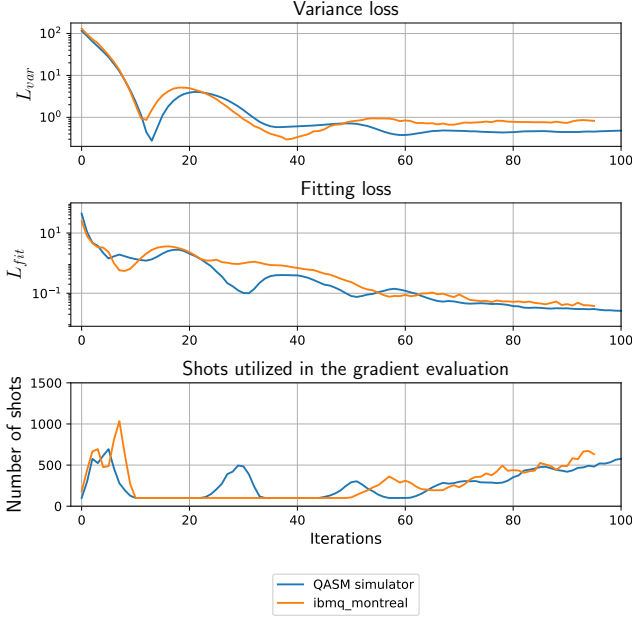 Variance loss
10²
10¹
10⁰
L_var
0 20 40 60 80 100
Fitting loss
10¹
10⁻¹
L_fit
0 20 40 60 80 100
Shots utilized in the gradient evaluation
1500
1000
500
0
Number of shots
0 20 40 60 80 100
Iterations
QASM simulator
ibmq_montreal